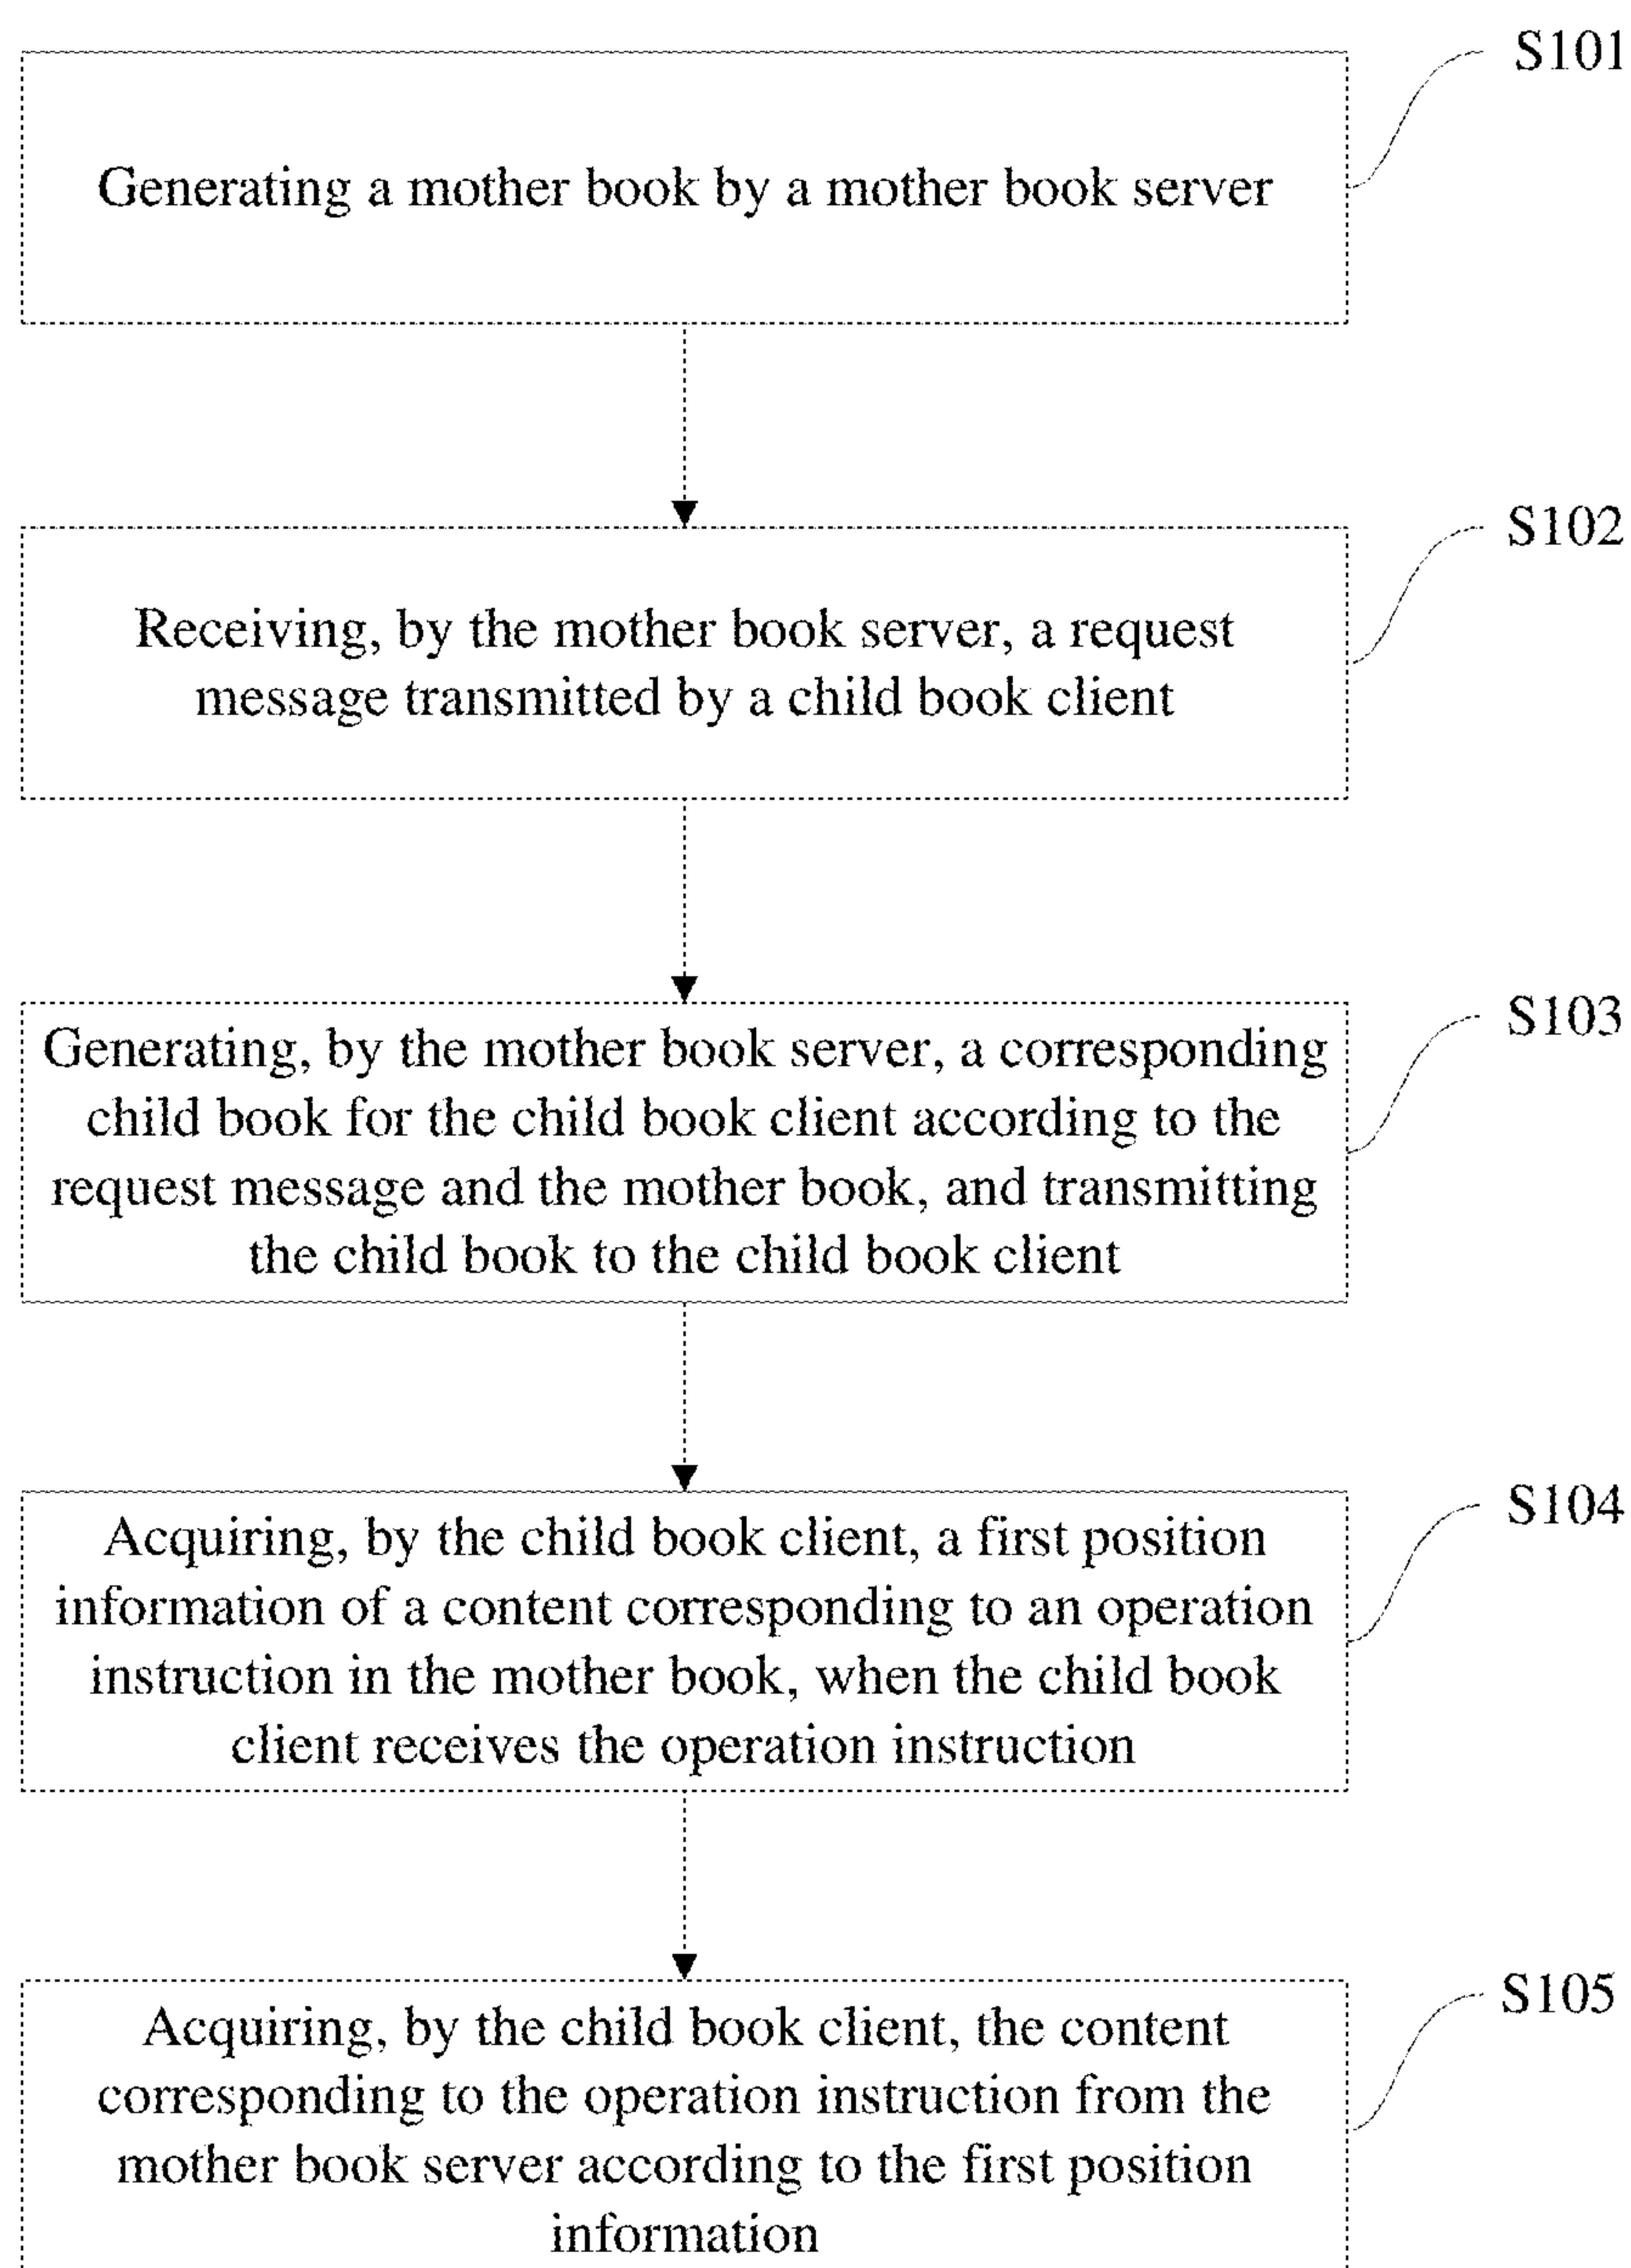 S101
Generating a mother book by a mother book server
S102
Receiving, by the mother book server, a request
message transmitted by a child book client
S103
Generating, by the mother book server, a corresponding
child book for the child book client according to the
request message and the mother book, and transmitting
the child book to the child book client
S104
Acquiring, by the child book client, a first position
information of a content corresponding to an operation
instruction in the mother book, when the child book
client receives the operation instruction
S105
Acquiring, by the child book client, the content
corresponding to the operation instruction from the
mother book server according to the first position
information